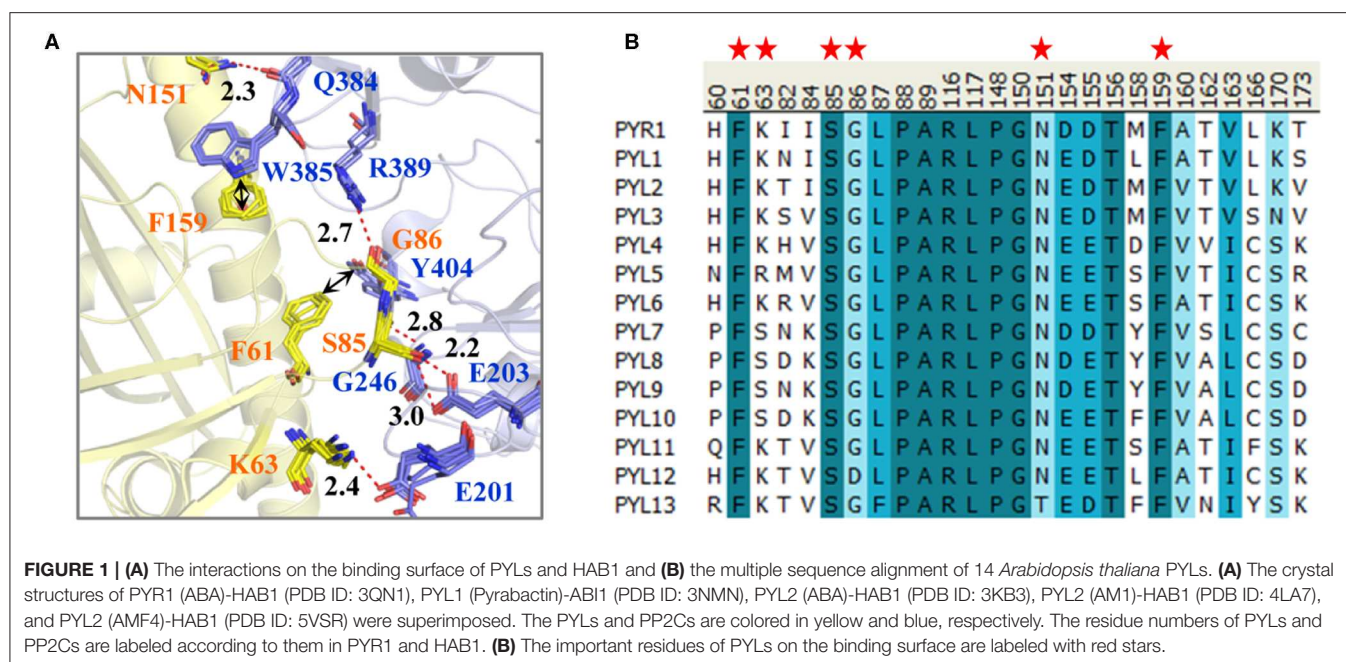 A
N151
2.3
Q384
W385
R389
F159
2.7
G86
Y404
2.8
F61
S85
2.2
G246
E203
3.0
K63
2.4
E201
B
60 61 63 82 84 85 86 87 88 89 116 117 148 150 151 154 155 156 158 159 160 162 163 166 170 173
PYR1 H F K I I S G L P A R L P G N D D T M F A T V L K T
PYL1 H F K N I S G L P A R L P G N E D T L F A T V L K S
PYL2 H F K T I S G L P A R L P G N E D T M F V T V L K V
PYL3 H F K S V S G L P A R L P G N E D T M F V T V S N V
PYL4 H F K H V S G L P A R L P G N E E T D F V V I C S K
PYL5 N F R M V S G L P A R L P G N E E T S F V T I C S R
PYL6 H F K R V S G L P A R L P G N E E T S F A T I C S K
PYL7 P F S N K S G L P A R L P G N D D T Y F V S L C S C
PYL8 P F S D K S G L P A R L P G N E E T Y F V A L C S D
PYL9 P F S N K S G L P A R L P G N E E T Y F V A L C S D
PYL10 P F S D K S G L P A R L P G N E E T F F V A L C S D
PYL11 Q F K T V S G L P A R L P G N E E T S F A T I F S K
PYL12 H F K T V S D L P A R L P G N E E T L F A T I C S K
PYL13 R F K T V S G F P A R L P G T E D T F F V N I Y S K
FIGURE 1 | (A) The interactions on the binding surface of PYLs and HAB1 and (B) the multiple sequence alignment of 14 Arabidopsis thaliana PYLs. (A) The crystal
structures of PYR1 (ABA)-HAB1 (PDB ID: 3QN1), PYL1 (Pyrabactin)-ABI1 (PDB ID: 3NMN), PYL2 (ABA)-HAB1 (PDB ID: 3KB3), PYL2 (AM1)-HAB1 (PDB ID: 4LA7),
and PYL2 (AMF4)-HAB1 (PDB ID: 5VSR) were superimposed. The PYLs and PP2Cs are colored in yellow and blue, respectively. The residue numbers of PYLs and
PP2Cs are labeled according to them in PYR1 and HAB1. (B) The important residues of PYLs on the binding surface are labeled with red stars.